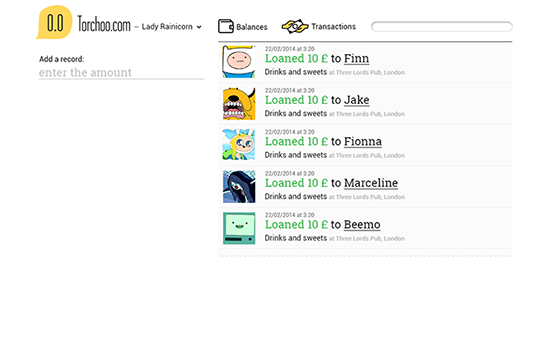 0.0 Torchoo.com – Lady Rainicorn
Balances
Transactions
Add a record:
enter the amount
22/02/2014 at 3:20
Loaned 10 £ to Finn
Drinks and sweets at Three Lords Pub, London
22/02/2014 at 3:20
Loaned 10 £ to Jake
Drinks and sweets at Three Lords Pub, London
22/02/2014 at 3:20
Loaned 10 £ to Fionna
Drinks and sweets at Three Lords Pub, London
22/02/2014 at 3:20
Loaned 10 £ to Marceline
Drinks and sweets at Three Lords Pub, London
22/02/2014 at 3:20
Loaned 10 £ to Beemo
Drinks and sweets at Three Lords Pub, London